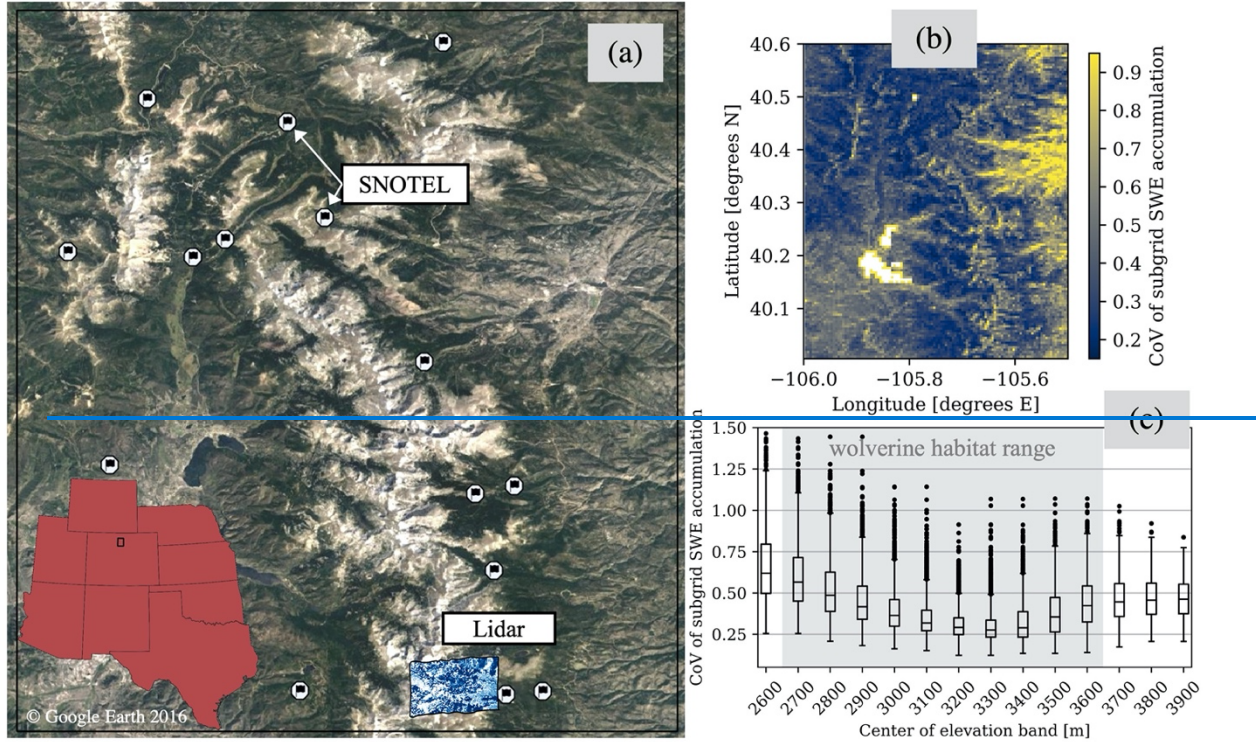 (a)
SNOTEL
Lidar
© Google Earth 2016
(b)
40.6
40.5
40.4
40.3
40.2
40.1
Latitude [degrees N]
−106.0 −105.8 −105.6
Longitude [degrees E]
0.9
0.8
0.7
0.6
0.5
0.4
0.3
0.2
CoV of subgrid SWE accumulation
(c)
wolverine habitat range
1.50
1.25
1.00
0.75
0.50
0.25
CoV of subgrid SWE accumulation
2600 2700 2800 2900 3000 3100 3200 3300 3400 3500 3600 3700 3800 3900
Center of elevation band [m]